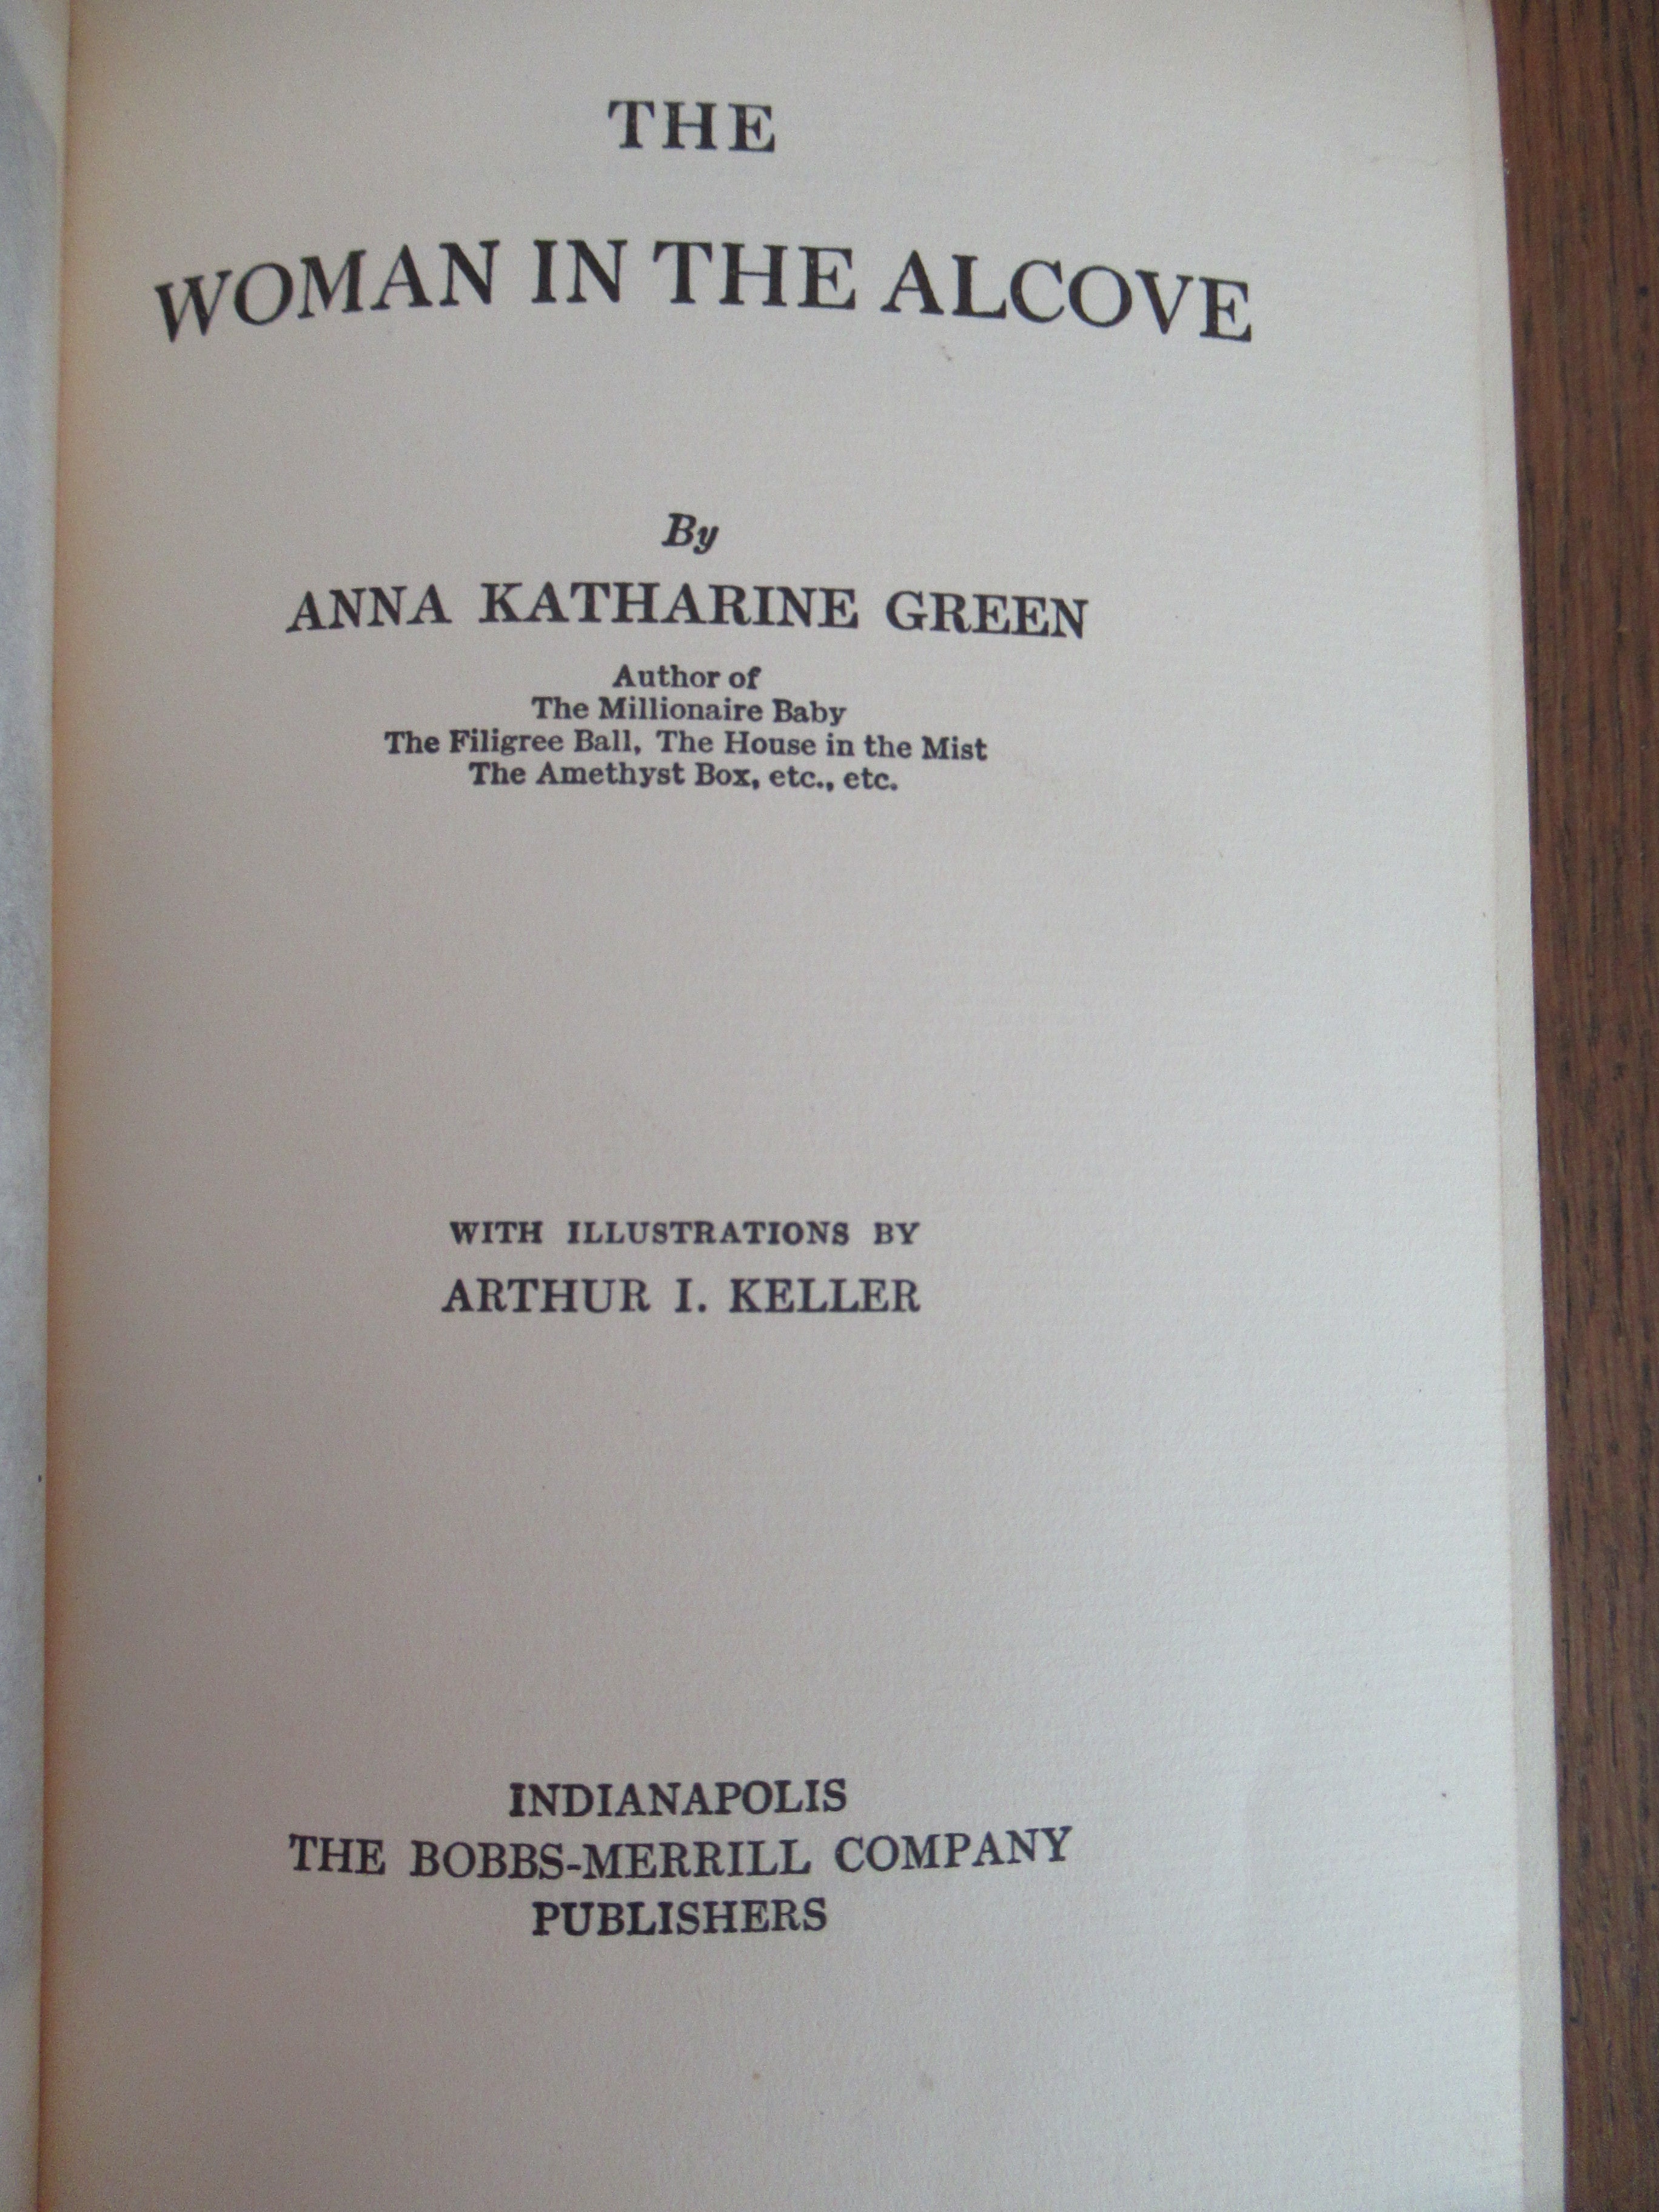 THE
WOMAN IN THE ALCOVE
By
ANNA KATHARINE GREEN
Author of
The Millionaire Baby
The Filigree Ball, The House in the Mist
The Amethyst Box, etc., etc.
WITH ILLUSTRATIONS BY
ARTHUR I. KELLER
INDIANAPOLIS
THE BOBBS-MERRILL COMPANY
PUBLISHERS